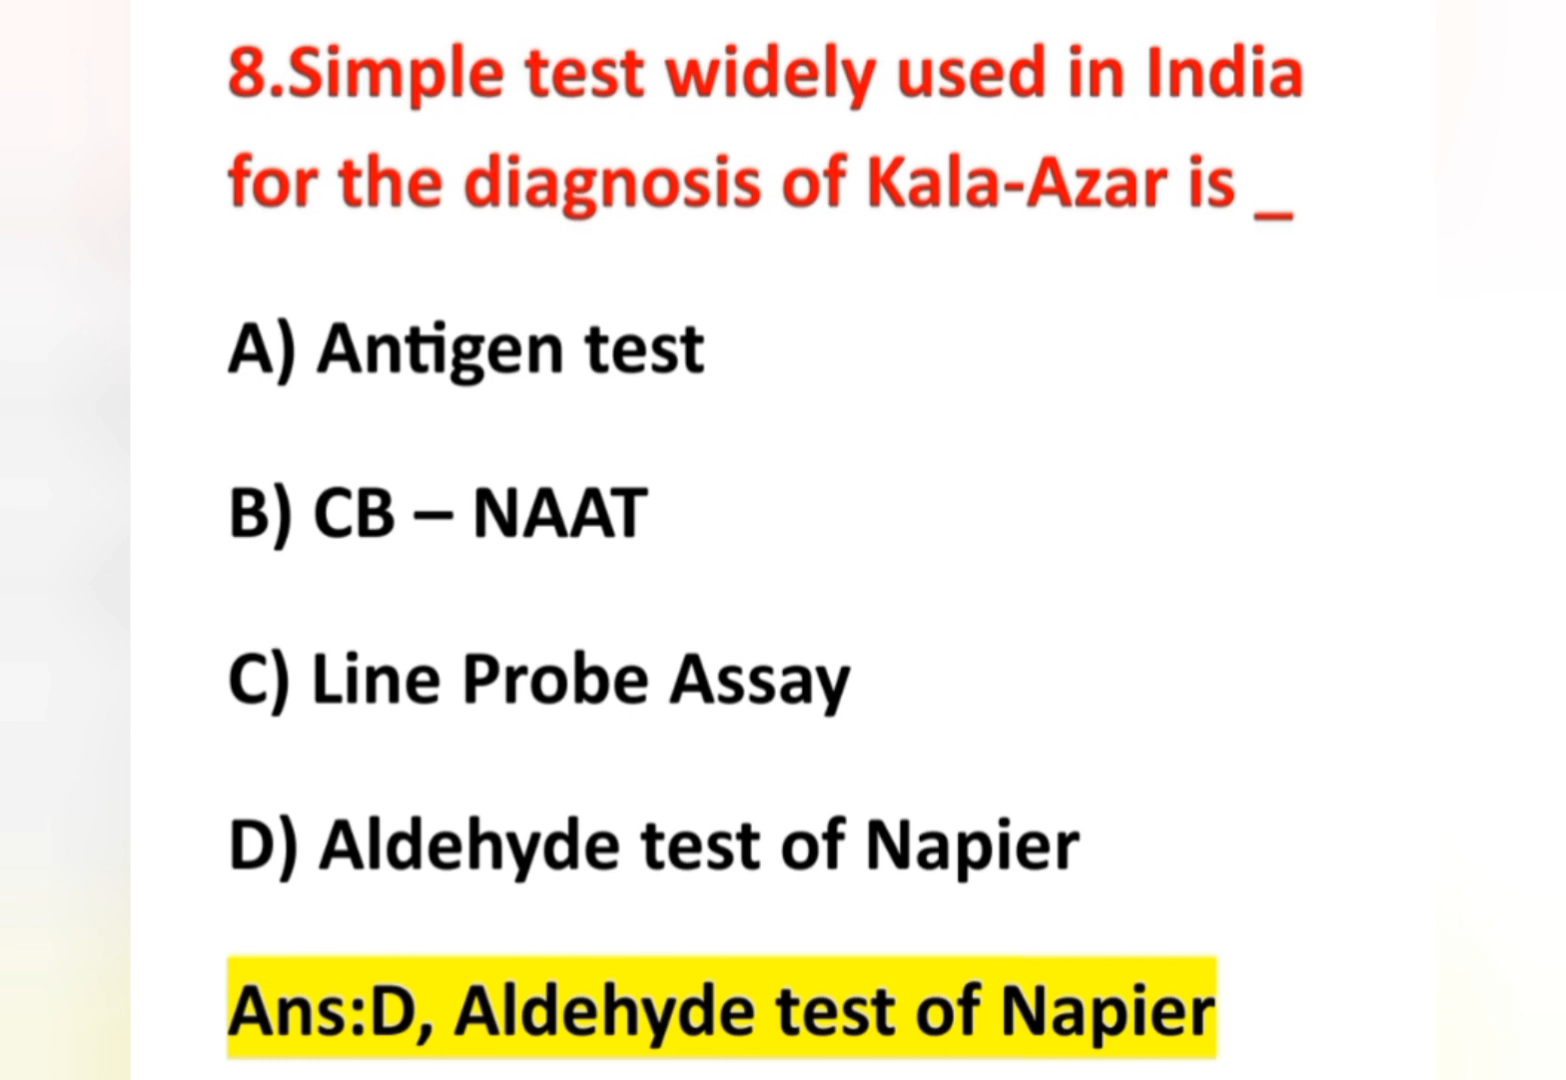 8.Simple test widely used in India
for the diagnosis of Kala-Azar is _
A) Antigen test
B) CB – NAAT
C) Line Probe Assay
D) Aldehyde test of Napier
Ans:D, Aldehyde test of Napier